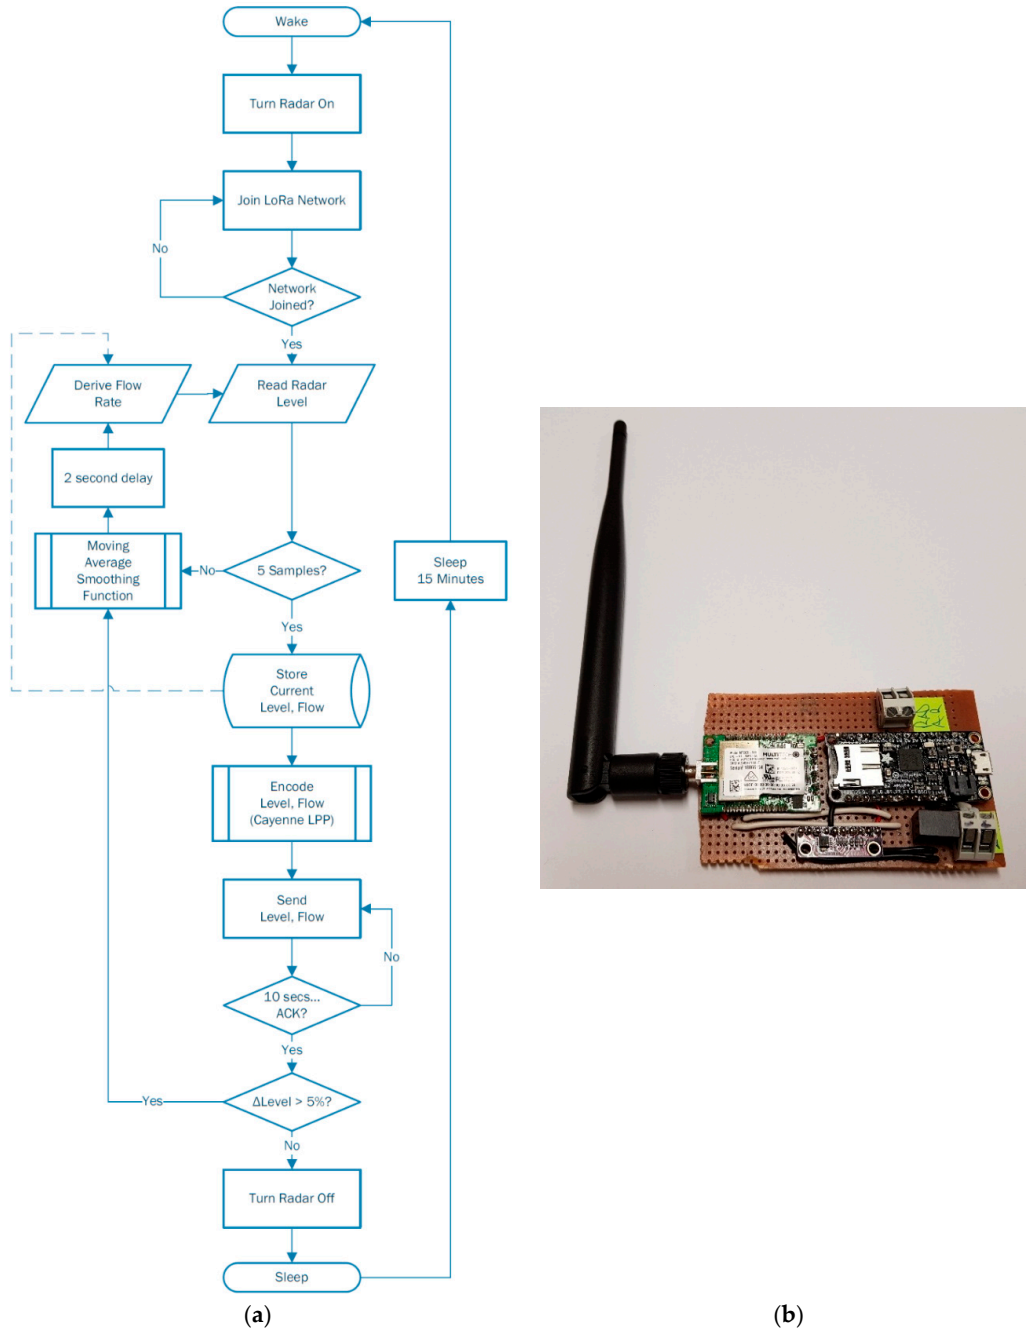 Wake
Turn Radar On
Join LoRa Network
No
Network
Joined?
Yes
Derive Flow
Rate
Read Radar
Level
2 second delay
Moving
Average
Smoothing
Function
No
5 Samples?
Sleep
15 Minutes
Yes
Store
Current
Level, Flow
Encode
Level, Flow
(Cayenne LPP)
Send
Level, Flow
No
10 secs...
ACK?
Yes
Yes
ΔLevel > 5%?
No
Turn Radar Off
Sleep
(a)
(b)